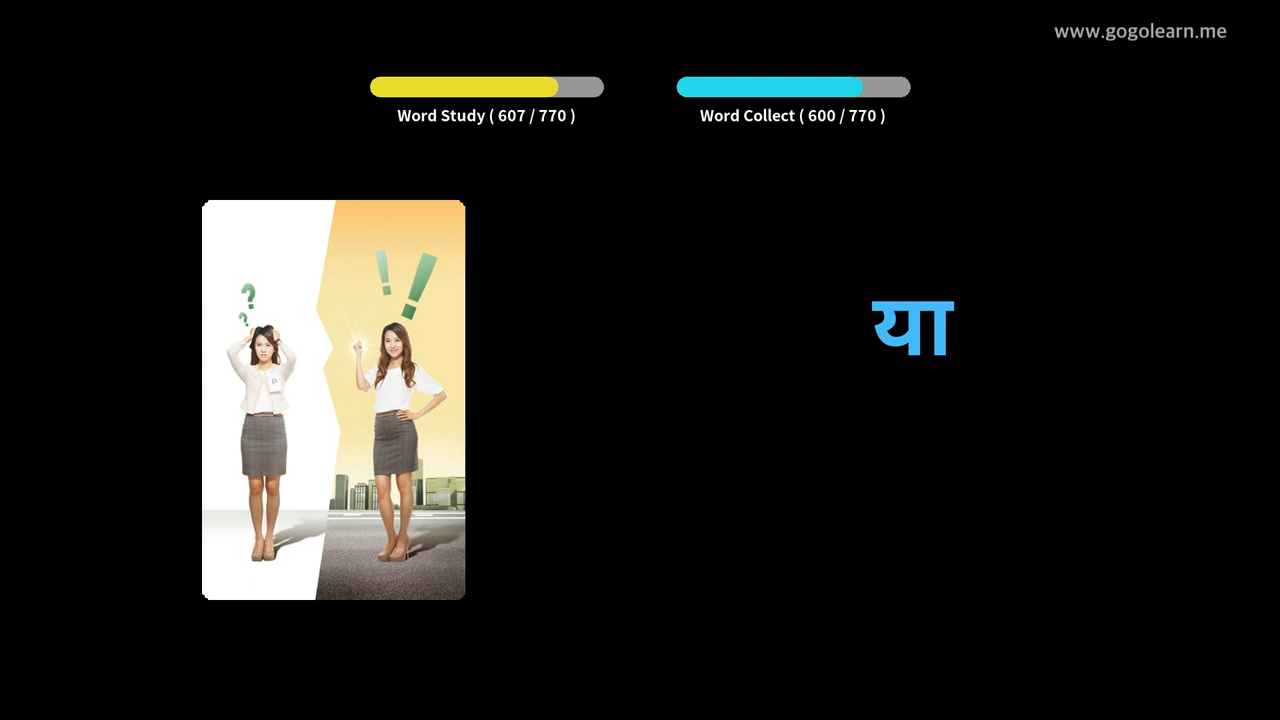 www.gogolearn.me
Word Study ( 607 / 770 )
Word Collect ( 600 / 770 )
? ? ! !
या